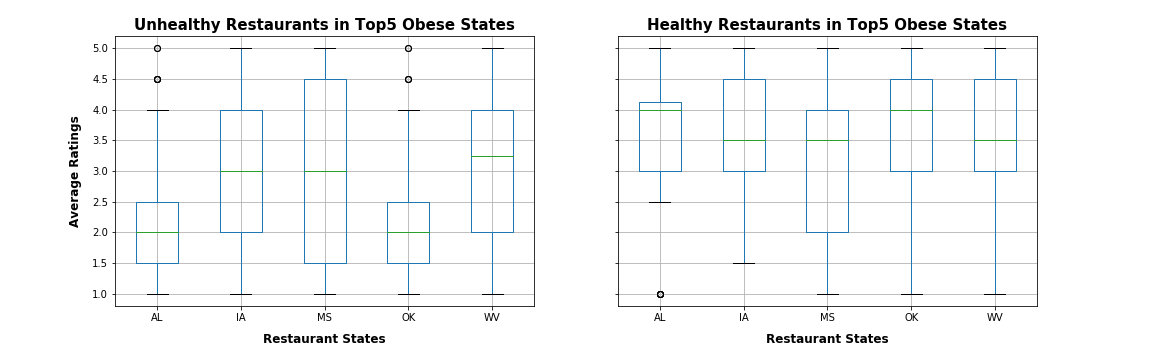 Unhealthy Restaurants in Top5 Obese States
Average Ratings
5.0
4.5
4.0
3.5
3.0
2.5
2.0
1.5
1.0
AL IA MS OK WV
Restaurant States
Healthy Restaurants in Top5 Obese States
AL IA MS OK WV
Restaurant States